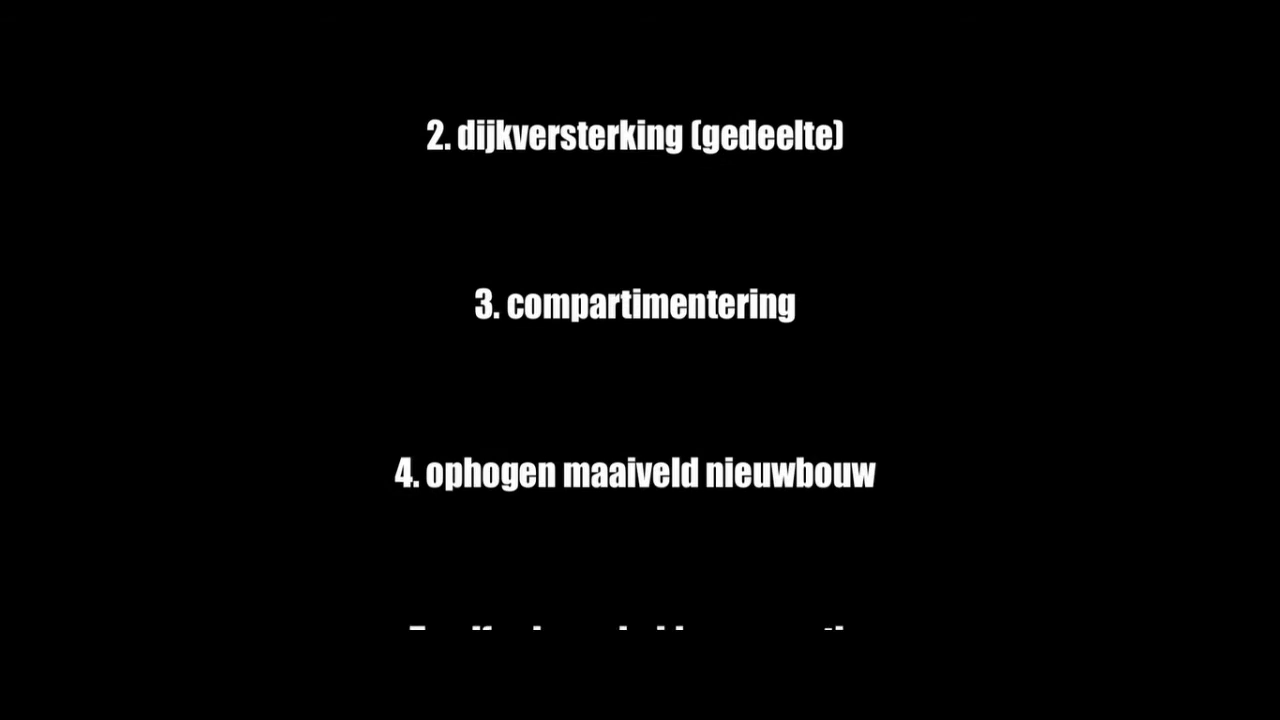 2. dijkversterking (gedeelte)
3. compartimentering
4. ophogen maaiveld nieuwbouw